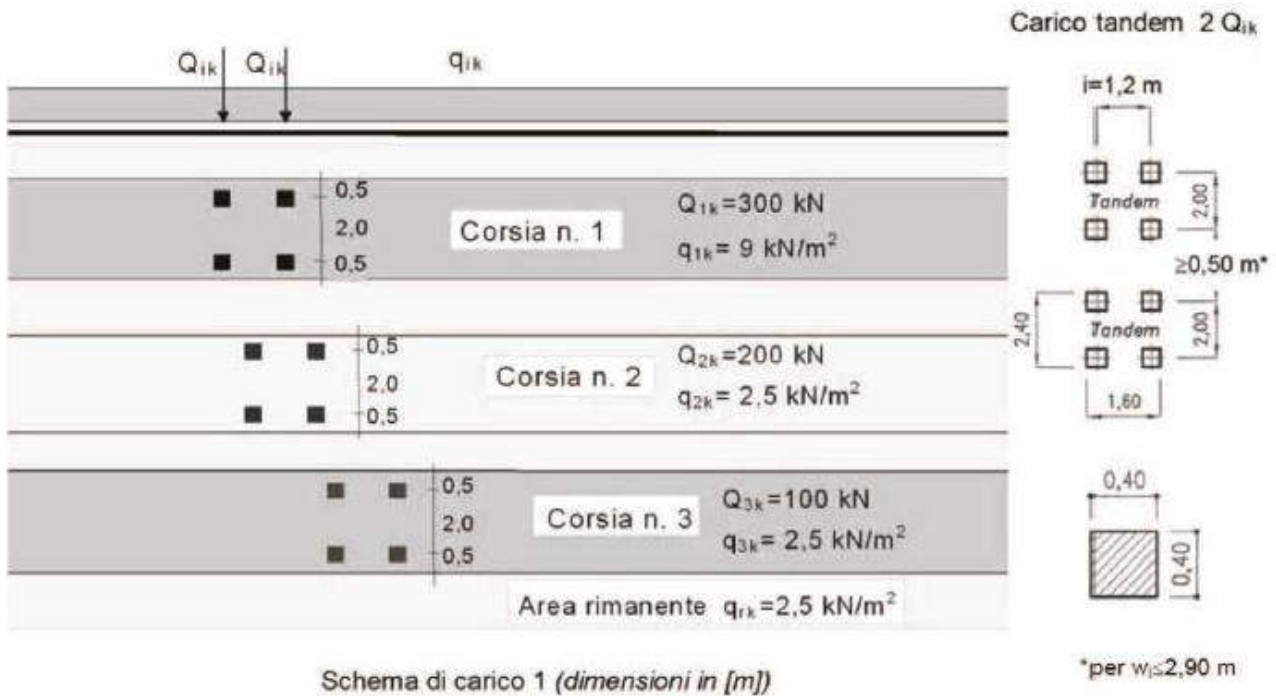 Carico tandem 2 Qik
Qik Qik qik
i=1,2 m
0,5
2,0
0,5
Corsia n. 1
Q1k=300 kN
q1k= 9 kN/m²
Tandem
2,00
≥0,50 m*
0,5
2,0
0,5
Corsia n. 2
Q2k=200 kN
q2k= 2,5 kN/m²
2,40
Tandem
2,00
1,60
0,5
2,0
0,5
Corsia n. 3
Q3k=100 kN
q3k= 2,5 kN/m²
0,40
0,40
Area rimanente qrk=2,5 kN/m²
Schema di carico 1 (dimensioni in [m])
*per wl≤2,90 m